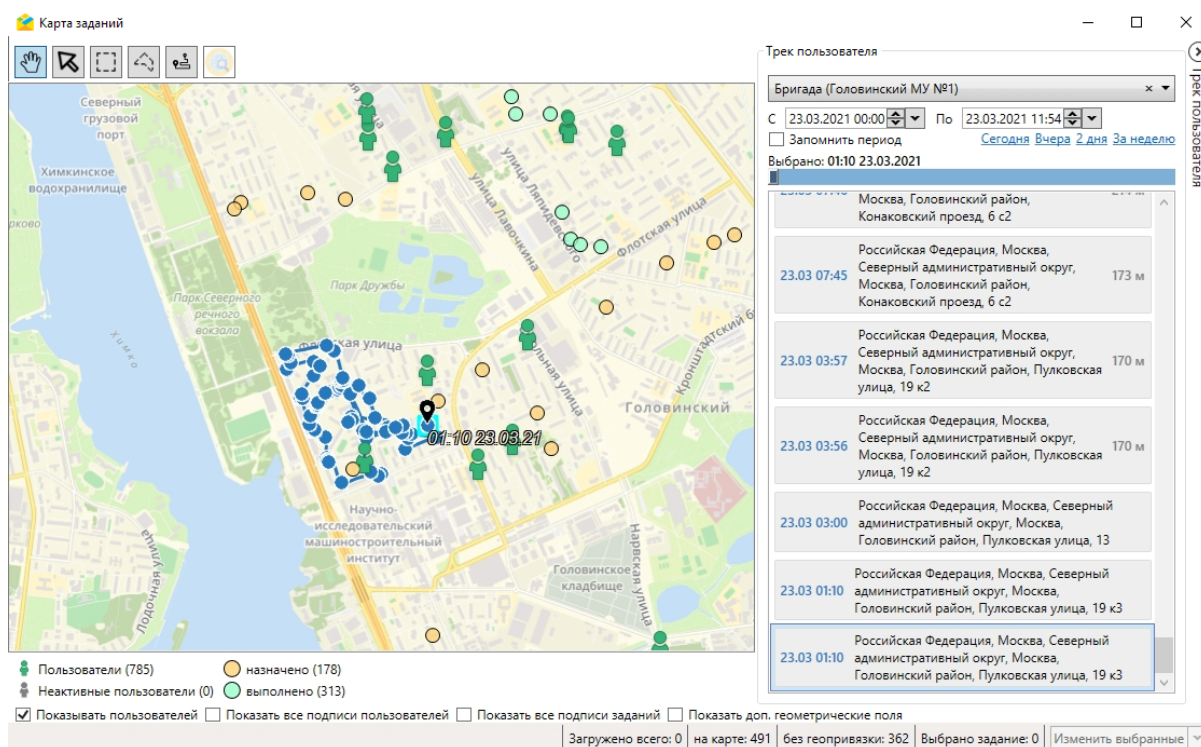 Карта заданий
Северный
грузовой
порт
Химкинское
водохранилище
рково
Парк Северного
речного
вокзала
Химка
Парк Дружбы
улица Лавочкина
улица Ляпидевского
Флотская улица
Кронштадтский б
Головинский
01:10 23.03.21
Научно-
исследовательский
машиностроительный
институт
Головинское
кладбище
Нарвская улица
Лодочная улица
Пользователи (785)
назначено (178)
Неактивные пользователи (0)
выполнено (313)
Показывать пользователей
Показать все подписи пользователей
Показать все подписи заданий
Показать доп. геометрические поля
Трек пользователя
Трек пользователя
Бригада (Головинский МУ №1)
С 23.03.2021 00:00 По 23.03.2021 11:54
Запомнить период
Сегодня Вчера 2 дня За неделю
Выбрано: 01:10 23.03.2021
Москва, Головинский район,
Конаковский проезд, 6 с2
23.03 07:45
Российская Федерация, Москва,
Северный административный округ,
Москва, Головинский район,
Конаковский проезд, 6 с2
173 м
23.03 03:57
Российская Федерация, Москва,
Северный административный округ,
Москва, Головинский район, Пулковская
улица, 19 к2
170 м
23.03 03:56
Российская Федерация, Москва,
Северный административный округ,
Москва, Головинский район, Пулковская
улица, 19 к2
170 м
23.03 03:00
Российская Федерация, Москва, Северный
административный округ, Москва,
Головинский район, Пулковская улица, 13
23.03 01:10
Российская Федерация, Москва, Северный
административный округ, Москва,
Головинский район, Пулковская улица, 19 к3
23.03 01:10
Российская Федерация, Москва, Северный
административный округ, Москва,
Головинский район, Пулковская улица, 19 к3
Загружено всего: 0
на карте: 491
без геопривязки: 362
Выбрано задание: 0
Изменить выбранные